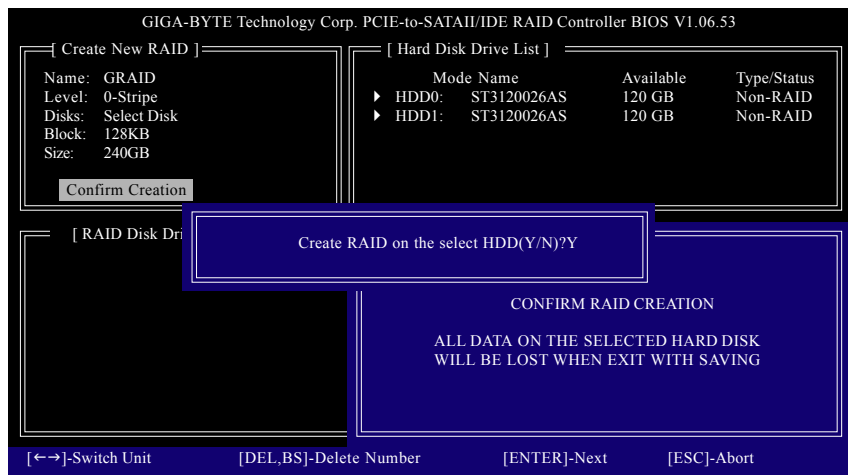 GIGA-BYTE Technology Corp. PCIE-to-SATAII/IDE RAID Controller BIOS V1.06.53
[ Create New RAID ]
Name: GRAID
Level: 0-Stripe
Disks: Select Disk
Block: 128KB
Size: 240GB
Confirm Creation
[ Hard Disk Drive List ]
Mode Name Available Type/Status
HDD0: ST3120026AS 120 GB Non-RAID
HDD1: ST3120026AS 120 GB Non-RAID
[ RAID Disk Dri
Create RAID on the select HDD(Y/N)?Y
CONFIRM RAID CREATION
ALL DATA ON THE SELECTED HARD DISK
WILL BE LOST WHEN EXIT WITH SAVING
[←→]-Switch Unit [DEL,BS]-Delete Number [ENTER]-Next [ESC]-Abort